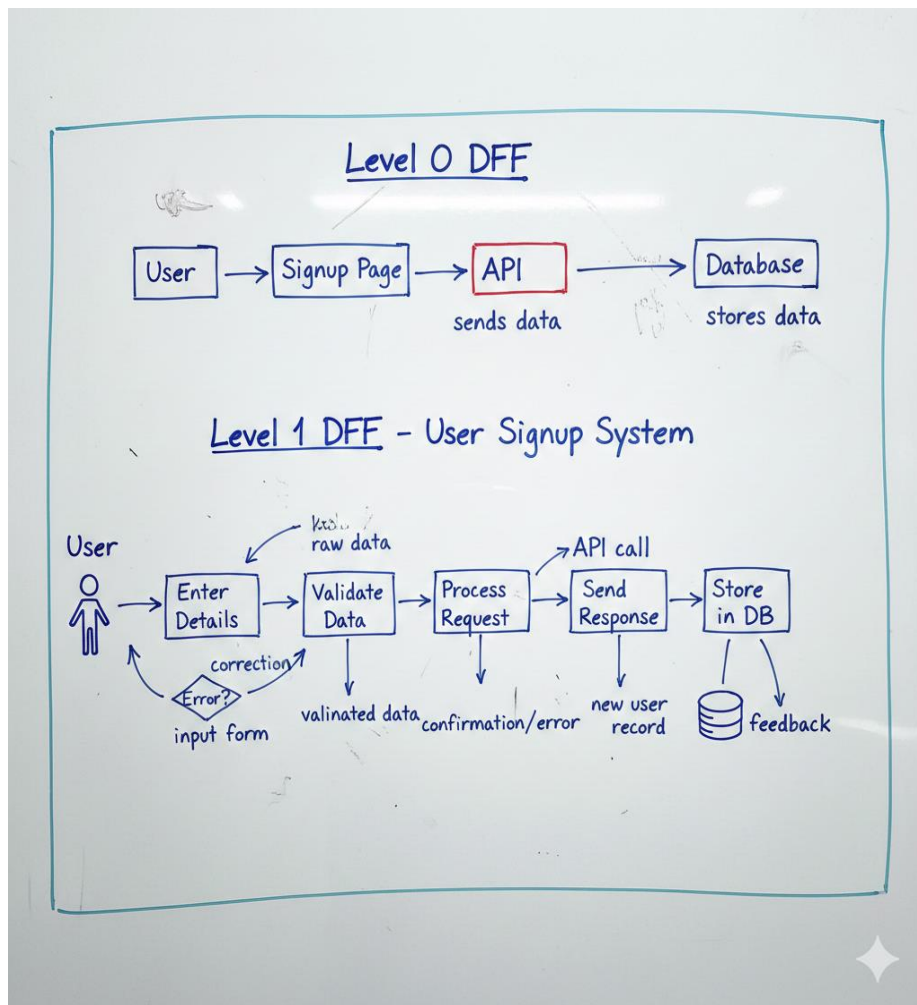 Level 0 DFF
User
Signup Page
API
Database
sends data
stores data
Level 1 DFF - User Signup System
User
raw data
API call
Enter
Details
Validate
Data
Process
Request
Send
Response
Store
in DB
correction
Error?
input form
valinated data
confirmation/error
new user
record
feedback